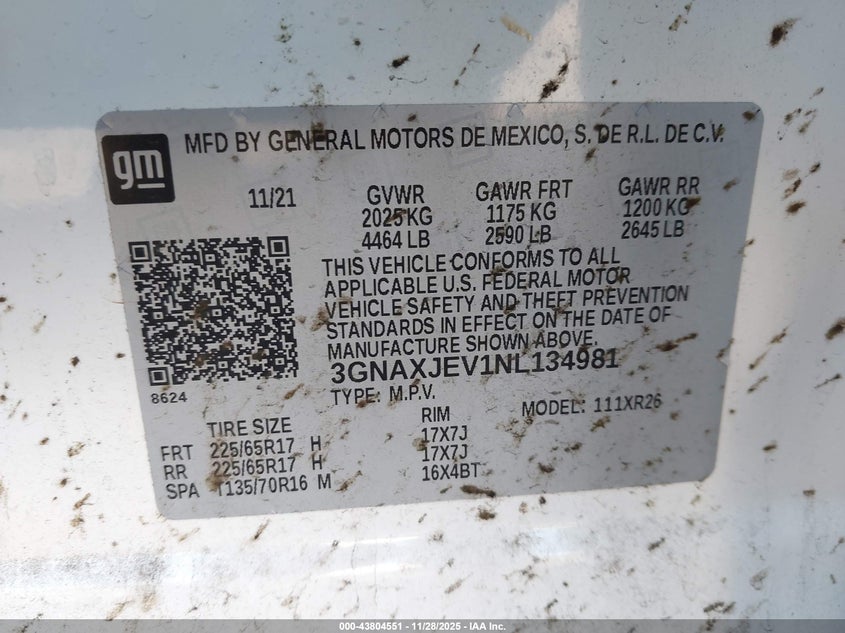 gm
MFD BY GENERAL MOTORS DE MEXICO, S. DE R.L. DE C.V.
11/21 GVWR GAWR FRT GAWR RR
2025 KG 1175 KG 1200 KG
4464 LB 2590 LB 2645 LB
THIS VEHICLE CONFORMS TO ALL
APPLICABLE U.S. FEDERAL MOTOR
VEHICLE SAFETY AND THEFT PREVENTION
STANDARDS IN EFFECT ON THE DATE OF
MANUFACTURE SHOWN ABOVE.
3GNAXJEV1NL134981
8624
TYPE: M.P.V. MODEL: 111XR26
TIRE SIZE RIM
FRT 225/65R17 H 17X7J
RR 225/65R17 H 17X7J
SPA T135/70R16 M 16X4BT
000-43804551 | 11/28/2025 - IAA Inc.